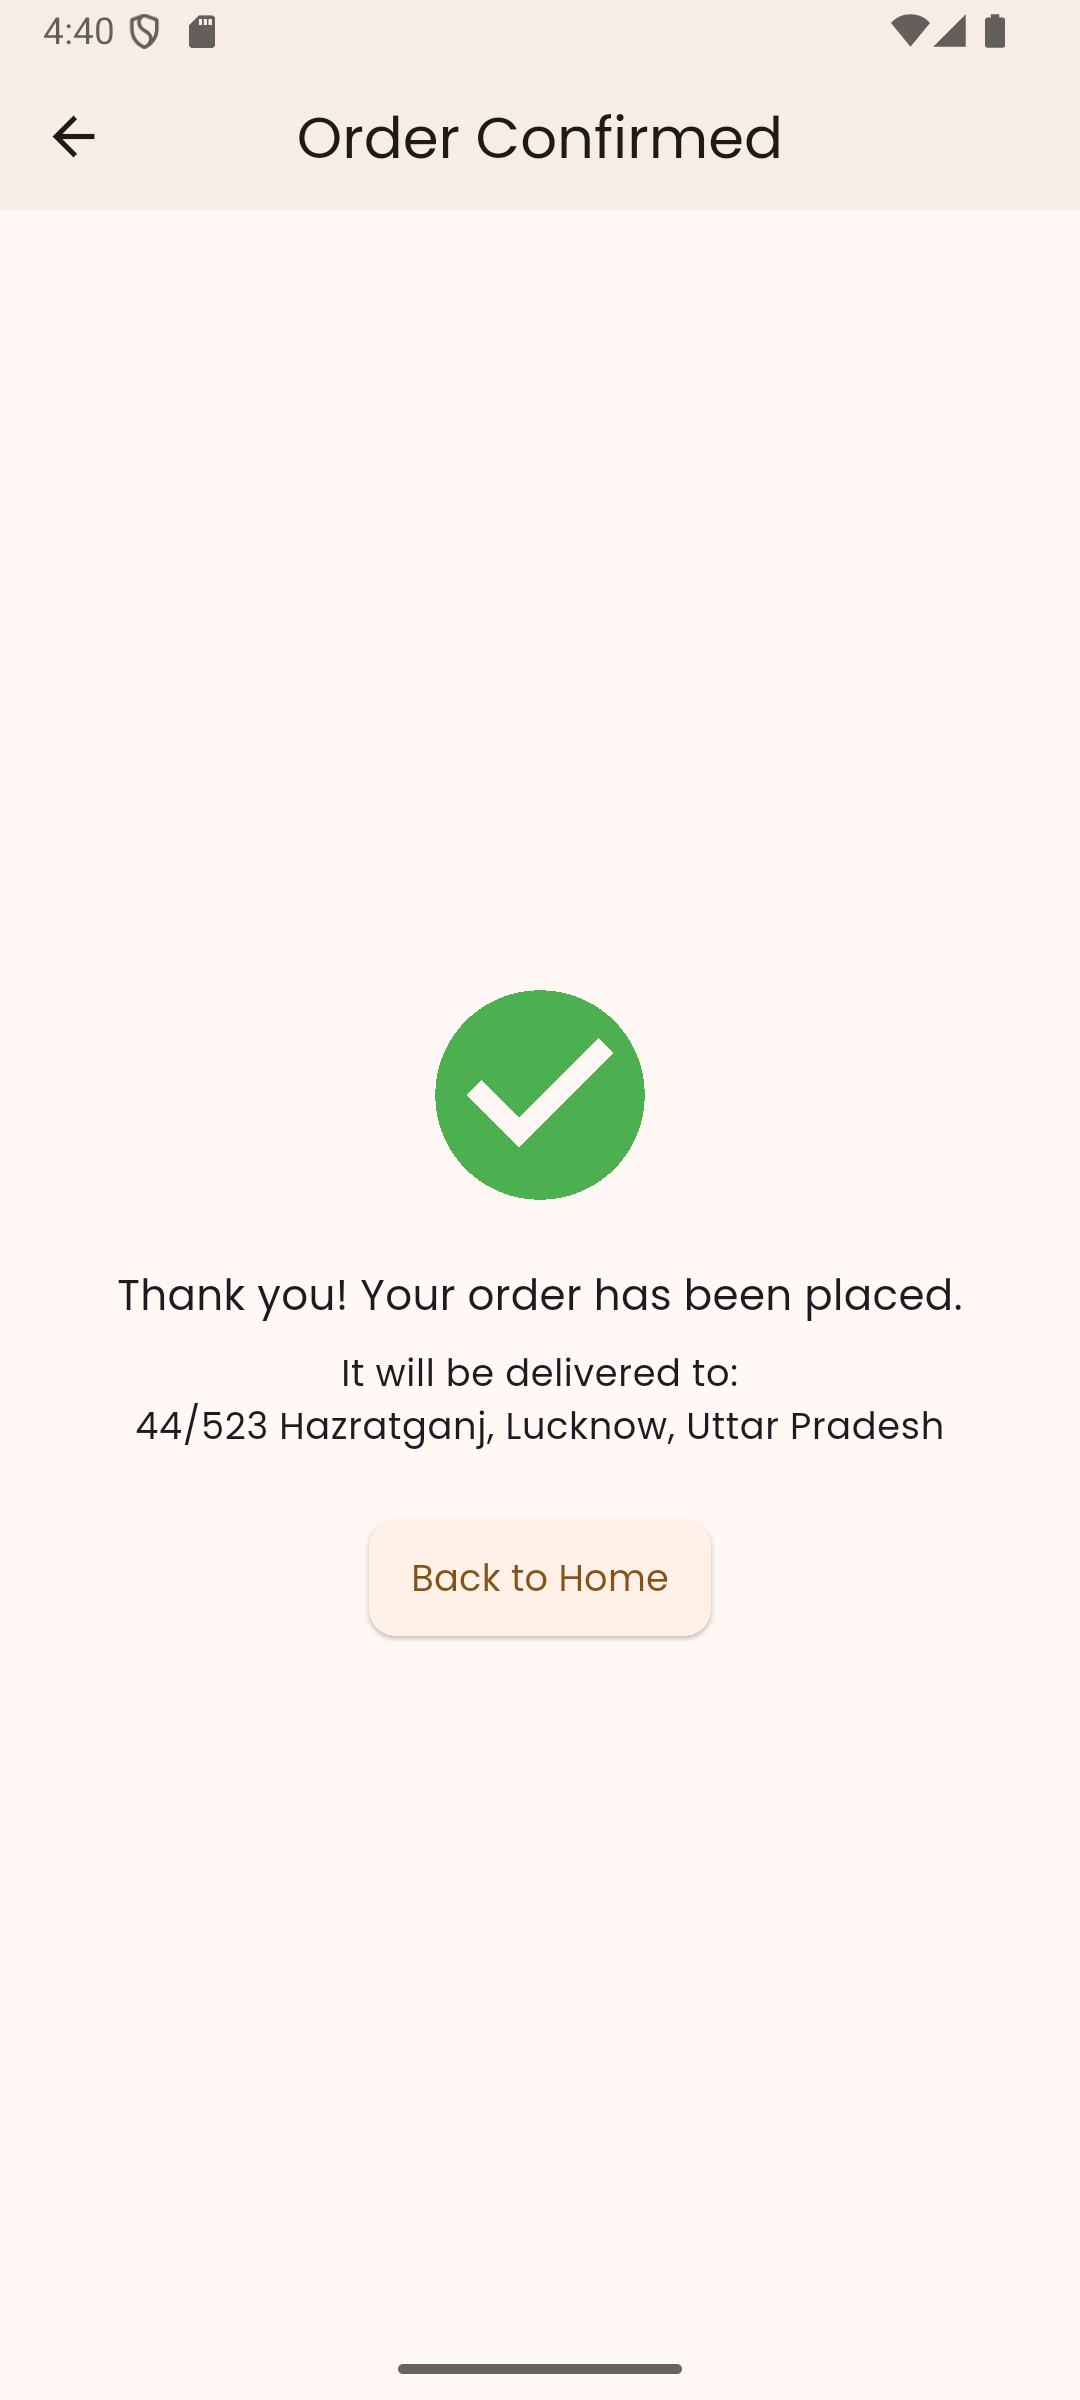 4:40
Order Confirmed
Thank you! Your order has been placed.
It will be delivered to:
44/523 Hazratganj, Lucknow, Uttar Pradesh
Back to Home